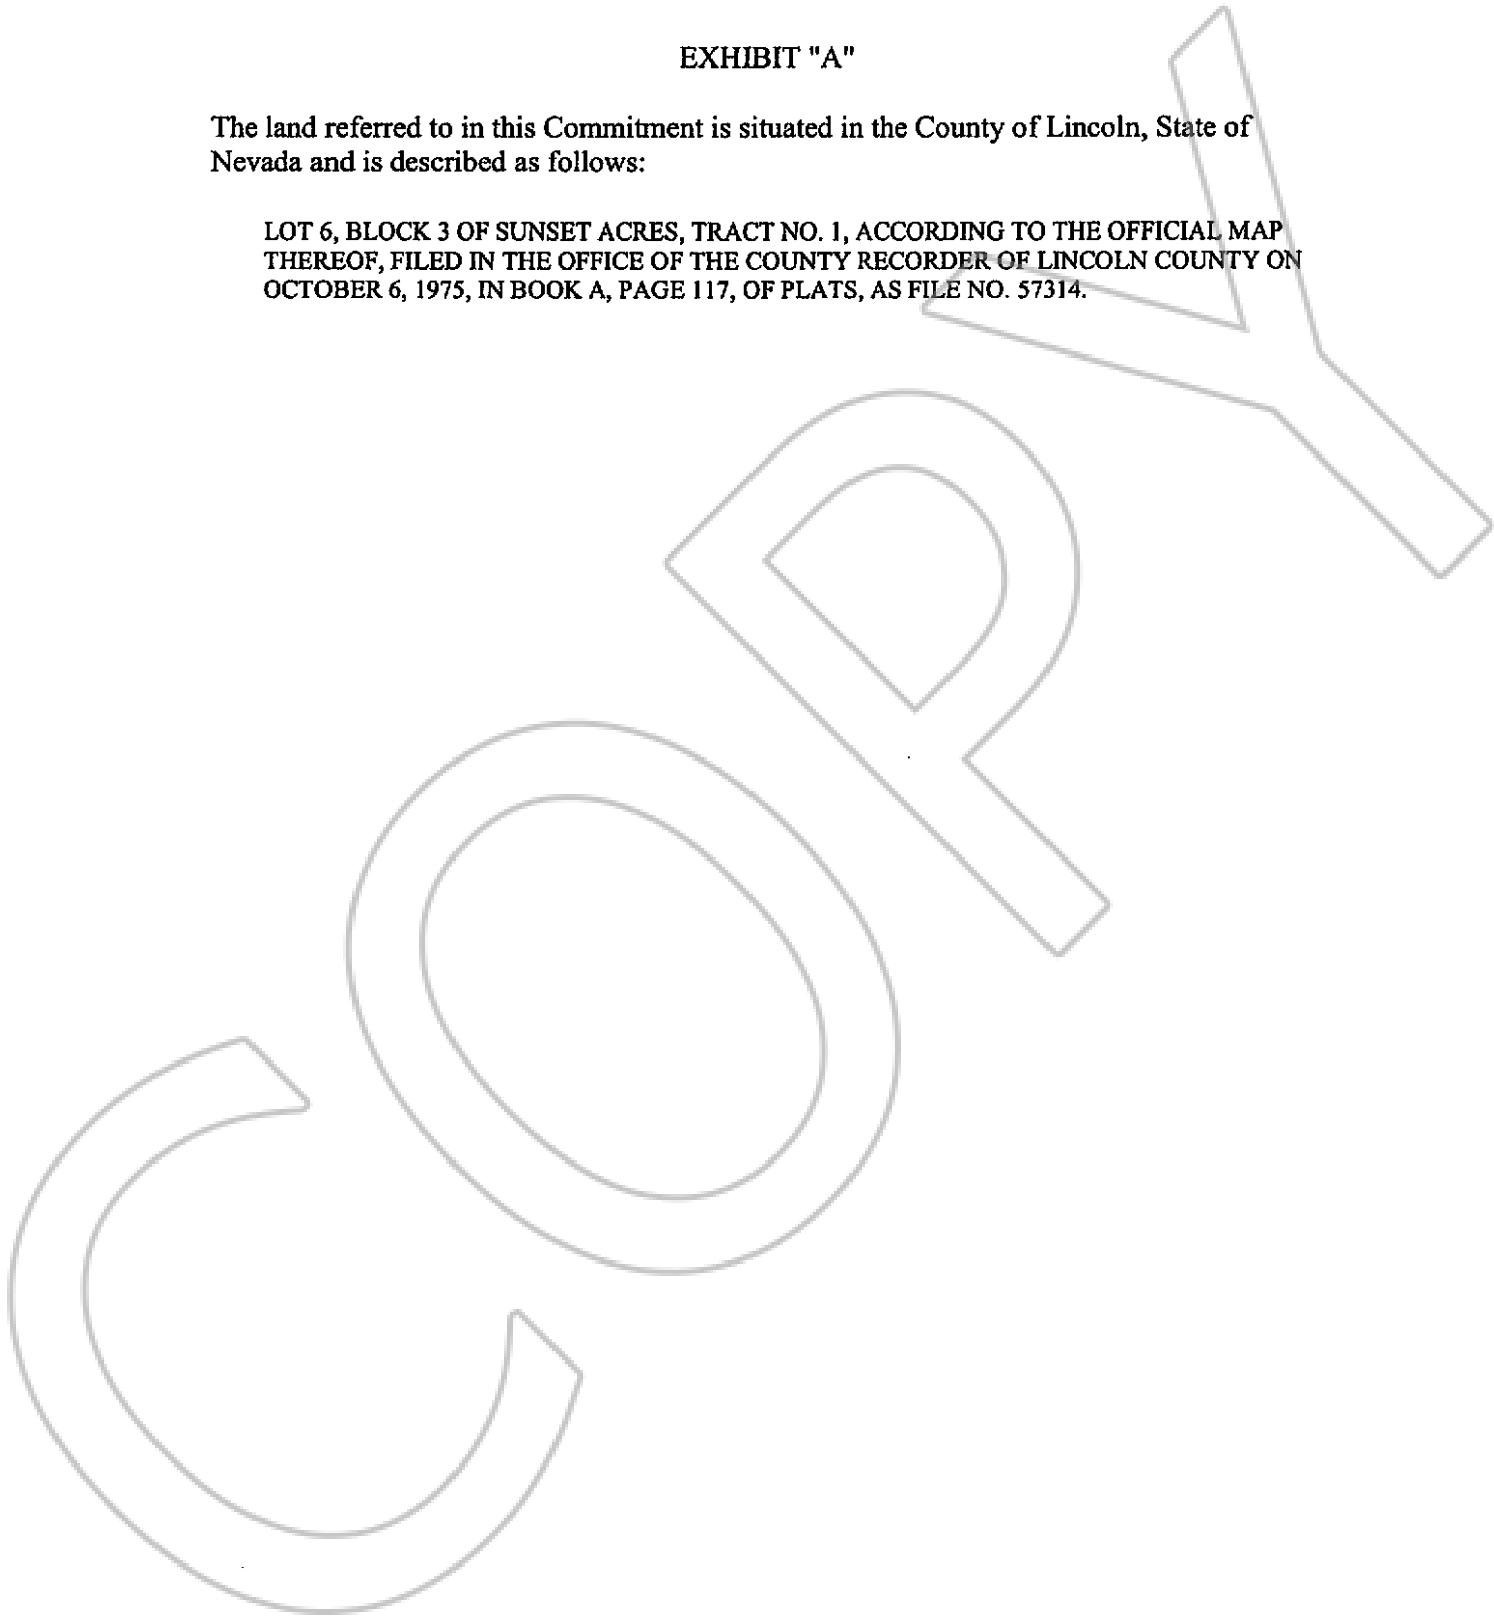 EXHIBIT "A"
The land referred to in this Commitment is situated in the County of Lincoln, State of
Nevada and is described as follows:
LOT 6, BLOCK 3 OF SUNSET ACRES, TRACT NO. 1, ACCORDING TO THE OFFICIAL MAP
THEREOF, FILED IN THE OFFICE OF THE COUNTY RECORDER OF LINCOLN COUNTY ON
OCTOBER 6, 1975, IN BOOK A, PAGE 117, OF PLATS, AS FILE NO. 57314.
COPY